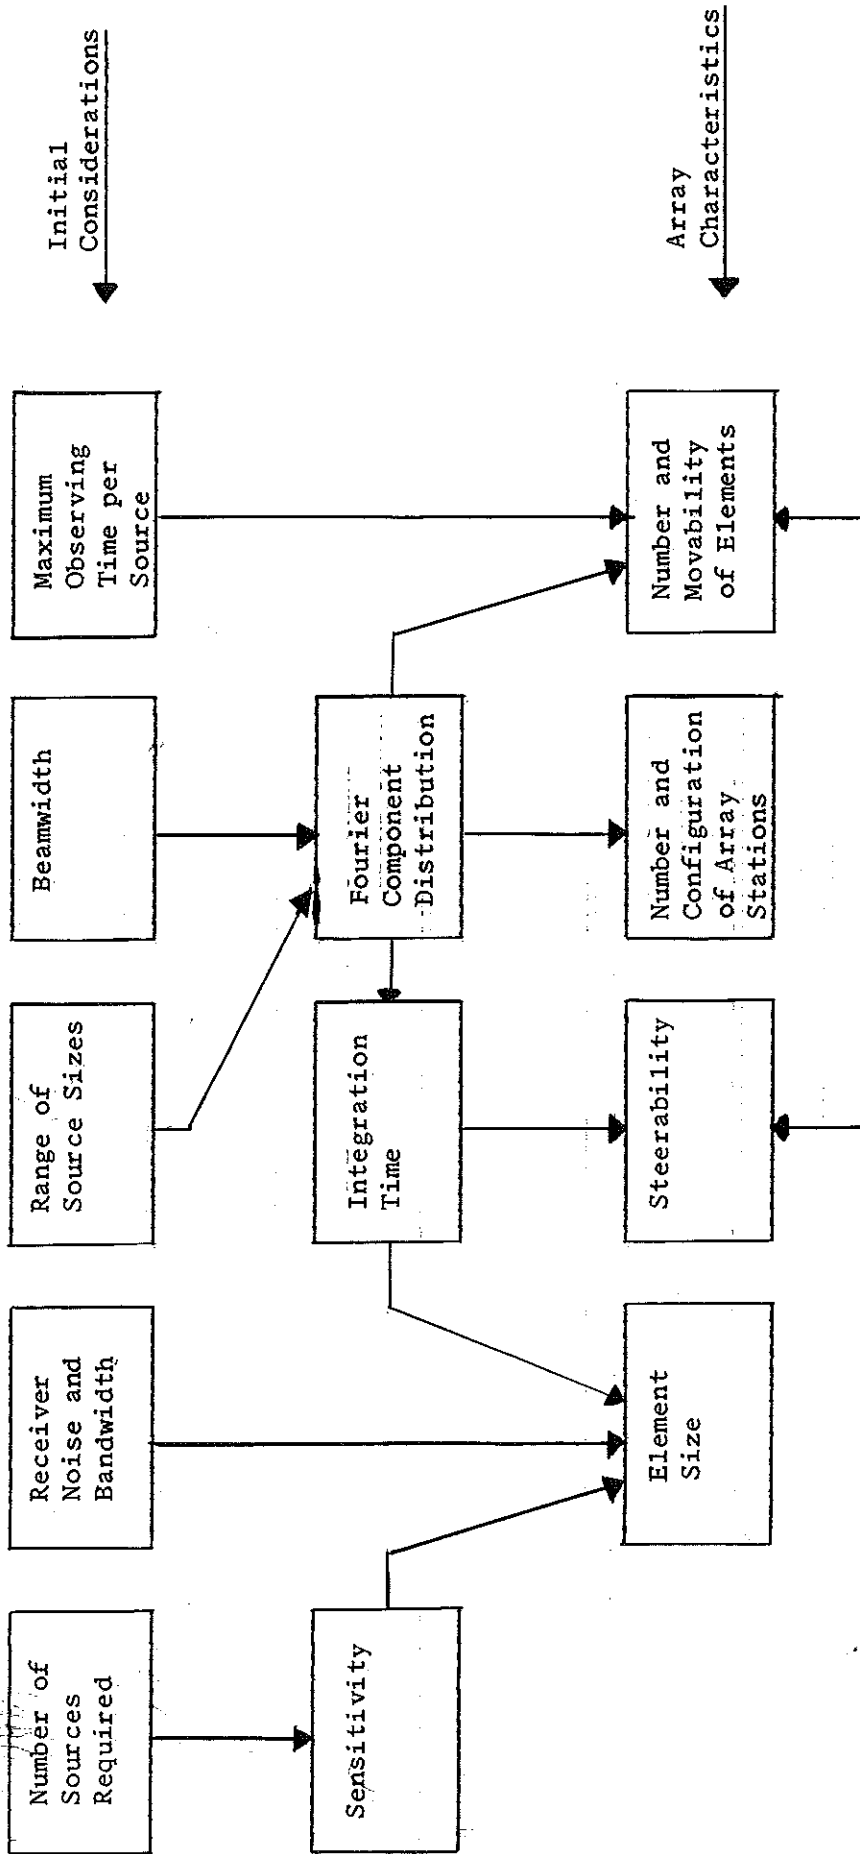 Number of
Sources
Required
Receiver
Noise and
Bandwidth
Range of
Source Sizes
Beamwidth
Maximum
Observing
Time per
Source
Initial
Considerations
Sensitivity
Integration
Time
Fourier
Component
Distribution
Element
Size
Steerability
Number and
Configuration
of Array
Stations
Number and
Movability
of Elements
Array
Characteristics